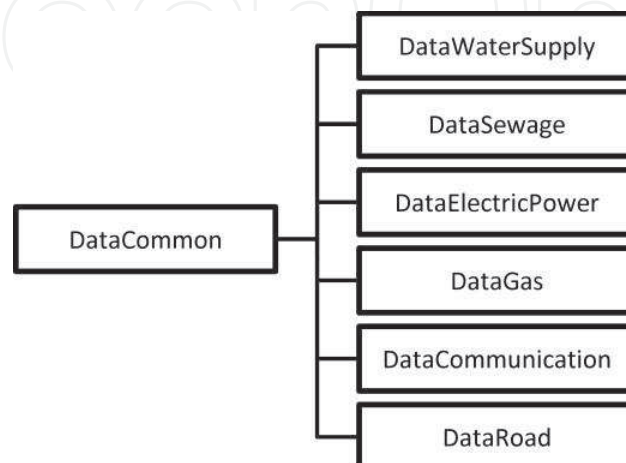 DataWaterSupply
DataSewage
DataElectricPower
DataCommon
DataGas
DataCommunication
DataRoad